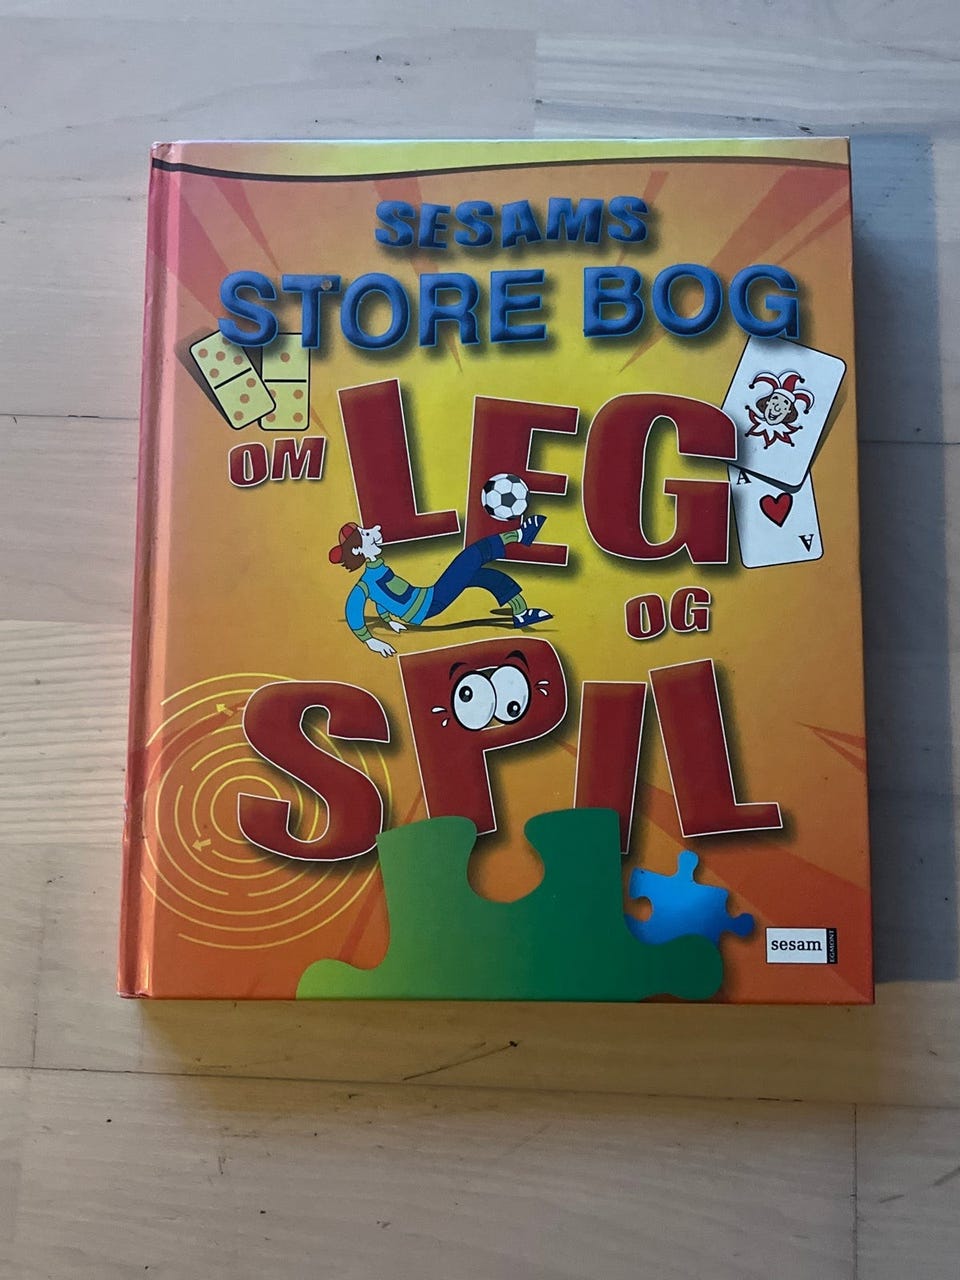 SESAMS
STORE BOG
OM LEG
A
A
OG
SPIL
sesam
EGMONT